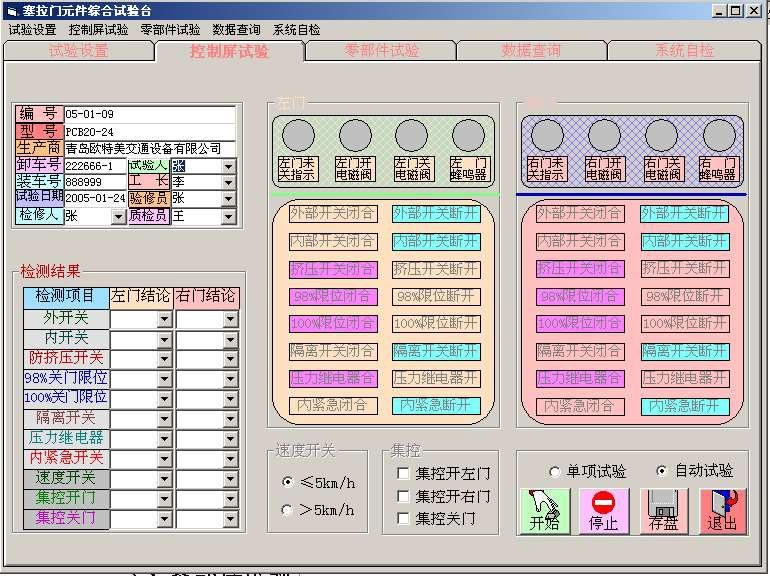 塞拉门元件综合试验台
试验设置 控制屏试验 零部件试验 数据查询 系统自检
试验设置 控制屏试验 零部件试验 数据查询 系统自检
编 号 05-01-09
型 号 PCB20-24
生产商 青岛欧特美交通设备有限公司
卸车号 222666-1 试验人 张
装车号 888999 工 长 李
试验日期 2005-01-24 验修员 张
检修人 张 质检员 王
检测结果
检测项目 左门结论 右门结论
外开关
内开关
防挤压开关
98%关门限位
100%关门限位
隔离开关
压力继电器
内紧急开关
速度开关
集控开门
集控关门
左门
左门未关指示 左门开电磁阀 左门关电磁阀 左 门蜂鸣器
外部开关闭合 外部开关断开
内部开关闭合 内部开关断开
挤压开关闭合 挤压开关断开
98%限位闭合 98%限位断开
100%限位闭合 100%限位断开
隔离开关闭合 隔离开关断开
压力继电器合 压力继电器开
内紧急闭合 内紧急断开
右门未关指示 右门开电磁阀 右门关电磁阀 右 门蜂鸣器
外部开关闭合 外部开关断开
内部开关闭合 内部开关断开
挤压开关闭合 挤压开关断开
98%限位闭合 98%限位断开
100%限位闭合 100%限位断开
隔离开关闭合 隔离开关断开
压力继电器合 压力继电器开
内紧急闭合 内紧急断开
速度开关
≤5km/h
＞5km/h
集控
集控开左门
集控开右门
集控关门
单项试验 自动试验
开始 停止 存盘 退出